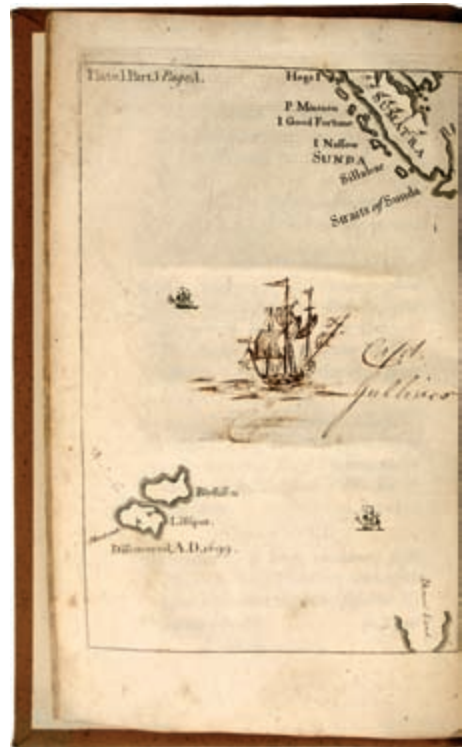 Plate.I.Part.I.Page.1.
Hogs I
SUMATRA
P. Mintaon
I Good Fortune
I Nassau
SUNDA
Sillabar
Straits of Sunda
Capt.
Gulliver
Blefuscu
Lilliput.
Discovered, A.D. 1699.